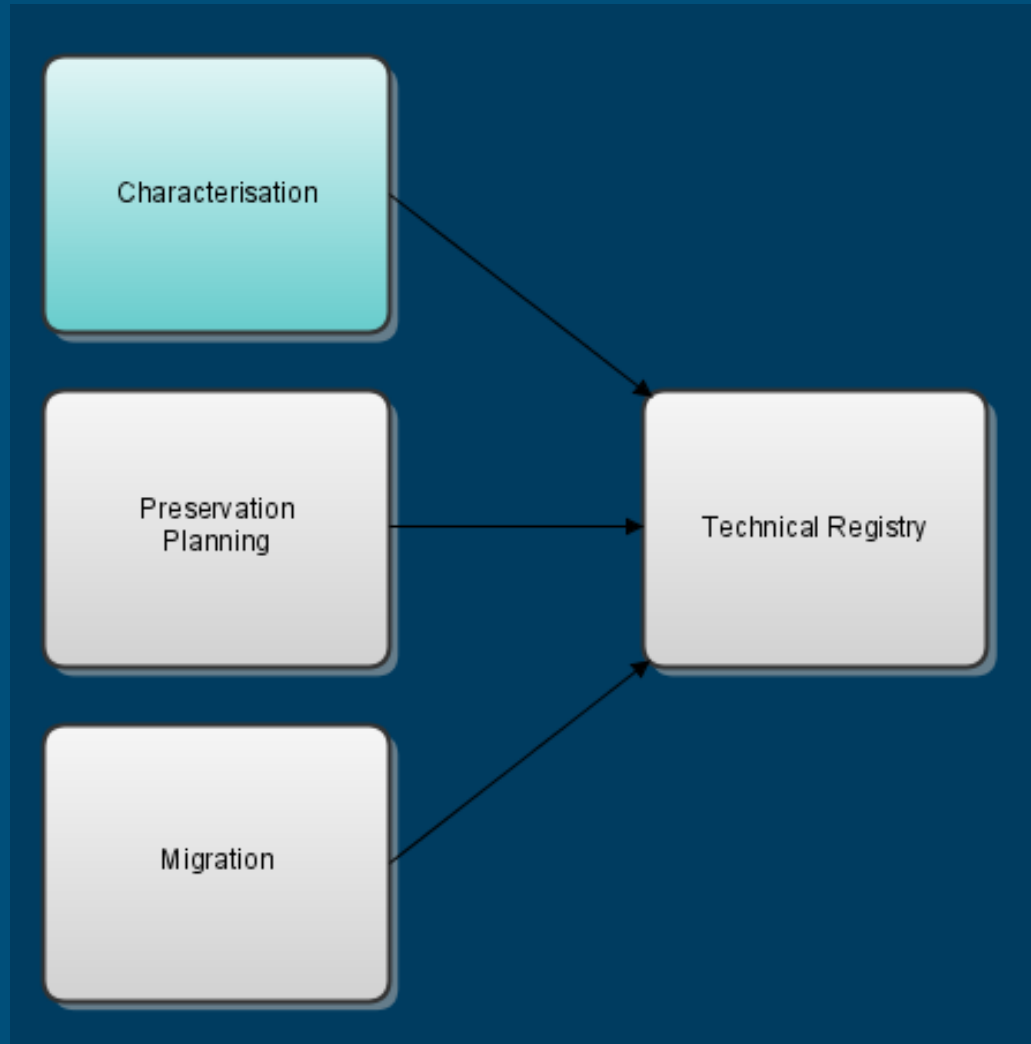 Characterisation
Preservation
Planning
Technical Registry
Migration